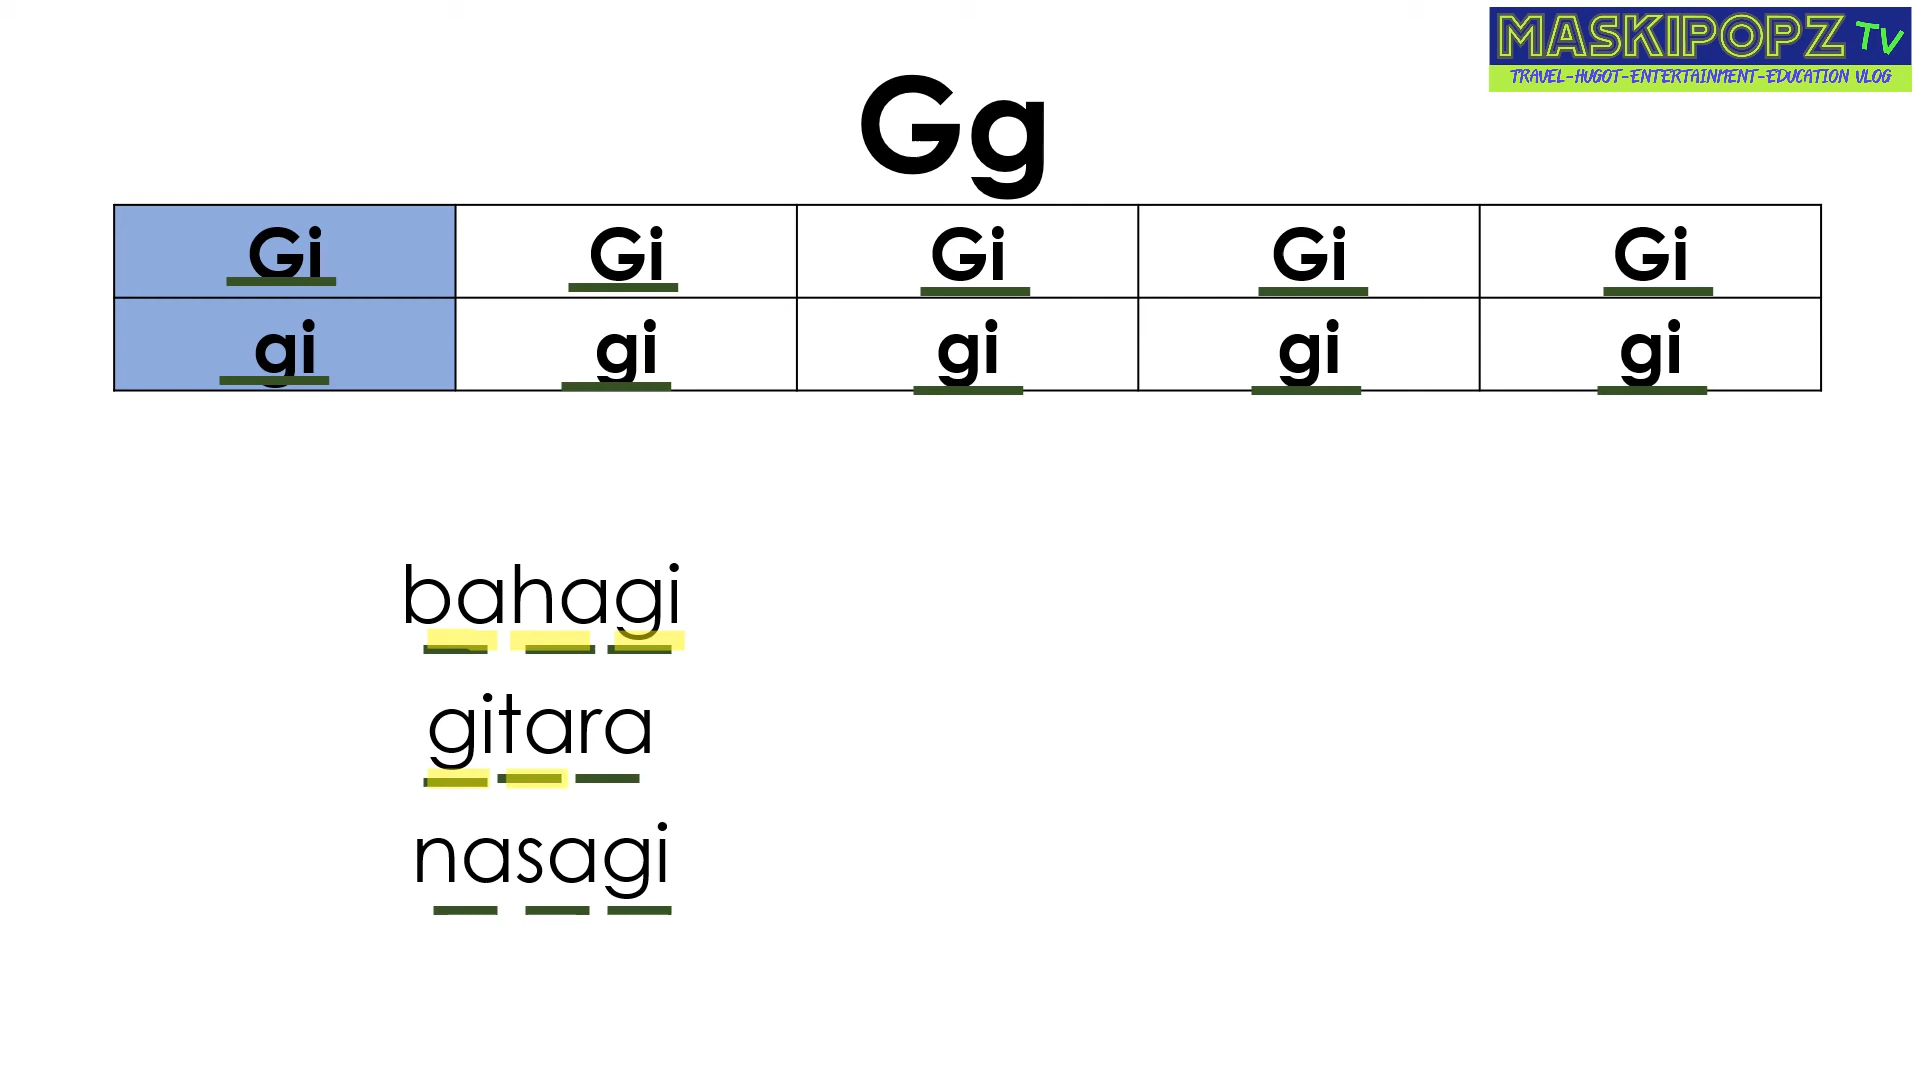 MASKIPOPZ TV
TRAVEL-HUGOT-ENTERTAINMENT-EDUCATION VLOG
Gg
Gi Gi Gi Gi Gi
gi gi gi gi gi
bahagi
gitara
nasagi